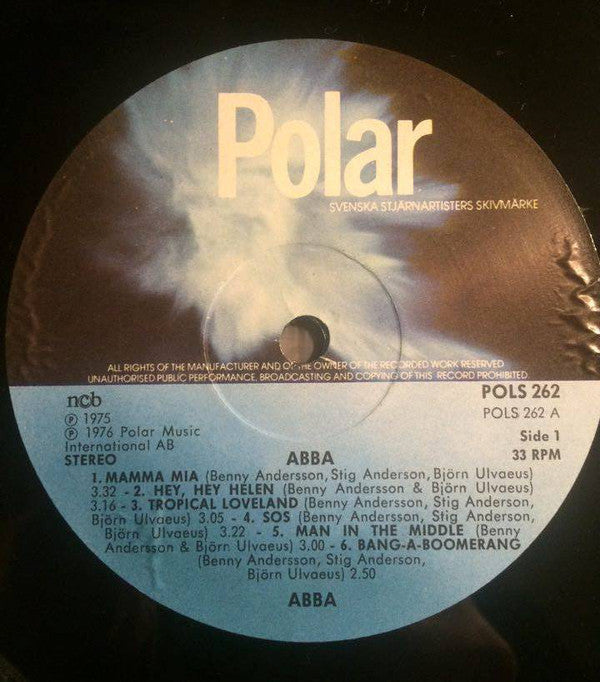 Polar
SVENSKA STJÄRNARTISTERS SKIVMÄRKE
ALL RIGHTS OF THE MANUFACTURER AND OF THE OWNER OF THE RECORDED WORK RESERVED
UNAUTHORISED PUBLIC PERFORMANCE, BROADCASTING AND COPYING OF THIS RECORD PROHIBITED
ncb
POLS 262
Ⓟ 1975
POLS 262 A
Ⓟ 1976 Polar Music
International AB
Side 1
STEREO
ABBA
33 RPM
1. MAMMA MIA (Benny Andersson, Stig Anderson, Björn Ulvaeus)
3.32 - 2. HEY, HEY HELEN (Benny Andersson & Björn Ulvaeus)
3.16 - 3. TROPICAL LOVELAND (Benny Andersson, Stig Anderson,
Björn Ulvaeus) 3.05 - 4. SOS (Benny Andersson, Stig Anderson,
Björn Ulvaeus) 3.22 - 5. MAN IN THE MIDDLE (Benny
Andersson & Björn Ulvaeus) 3.00 - 6. BANG-A-BOOMERANG
(Benny Andersson, Stig Anderson,
Björn Ulvaeus) 2.50
ABBA